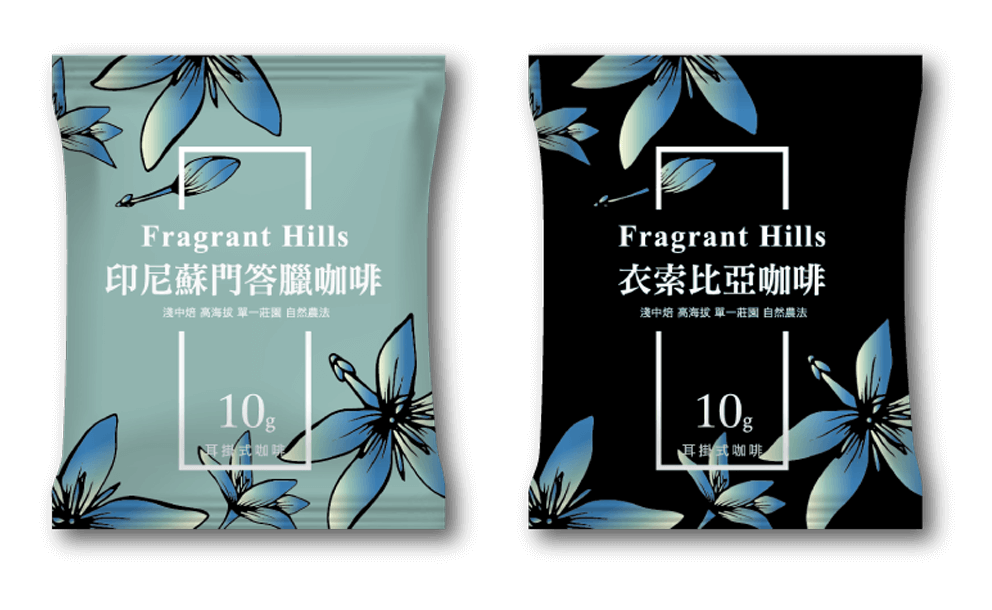 Fragrant Hills
印尼蘇門答臘咖啡
淺中焙 高海拔 單一莊園 自然農法
10g
耳掛式咖啡
Fragrant Hills
衣索比亞咖啡
淺中焙 高海拔 單一莊園 自然農法
10g
耳掛式咖啡